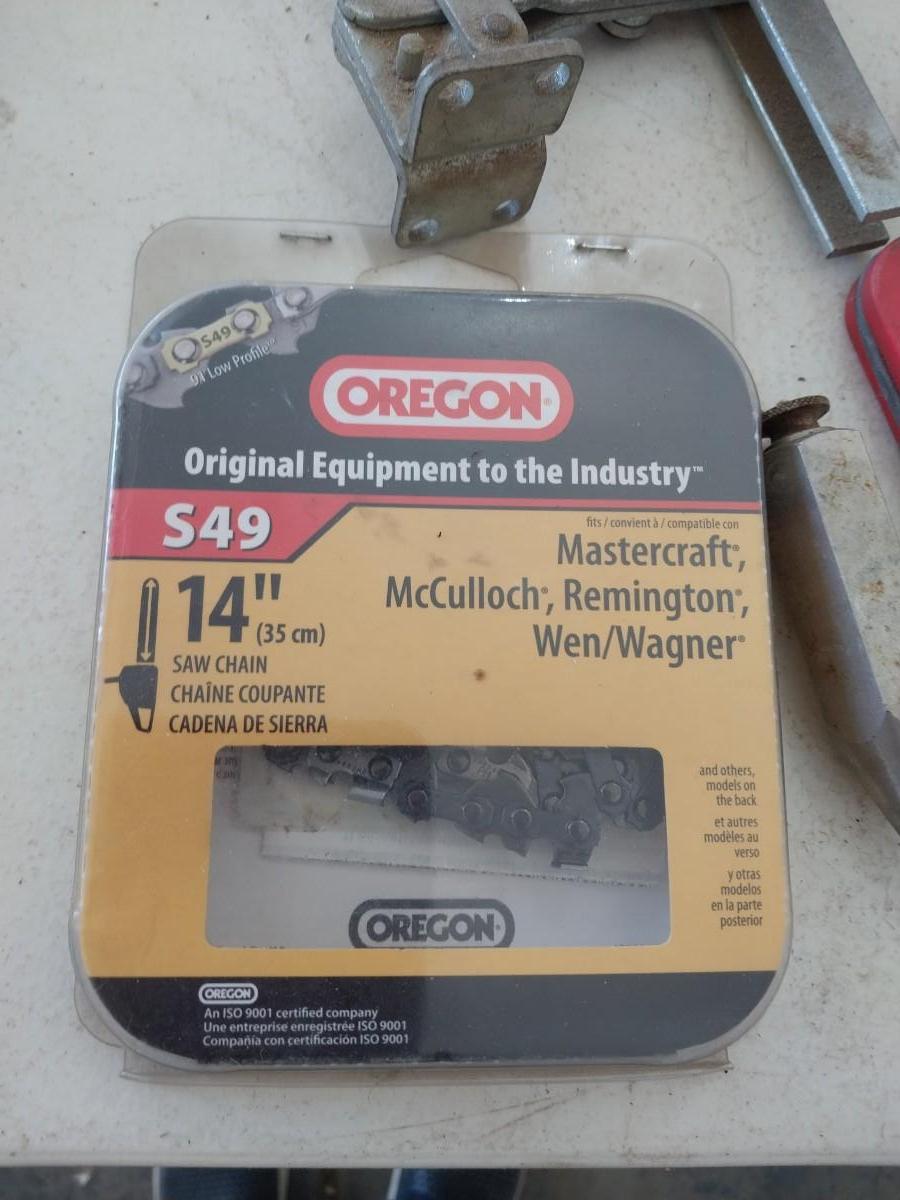 S49
91 Low Profile™
OREGON®
Original Equipment to the Industry™
S49
fits / convient à / compatible con
Mastercraft®,
McCulloch®, Remington®,
Wen/Wagner®
14"
(35 cm)
SAW CHAIN
CHAÎNE COUPANTE
CADENA DE SIERRA
and others,
models on
the back
et autres
modèles au
verso
y otras
modelos
en la parte
posterior
OREGON®
OREGON
An ISO 9001 certified company
Une entreprise enregistrée ISO 9001
Compañía con certificación ISO 9001